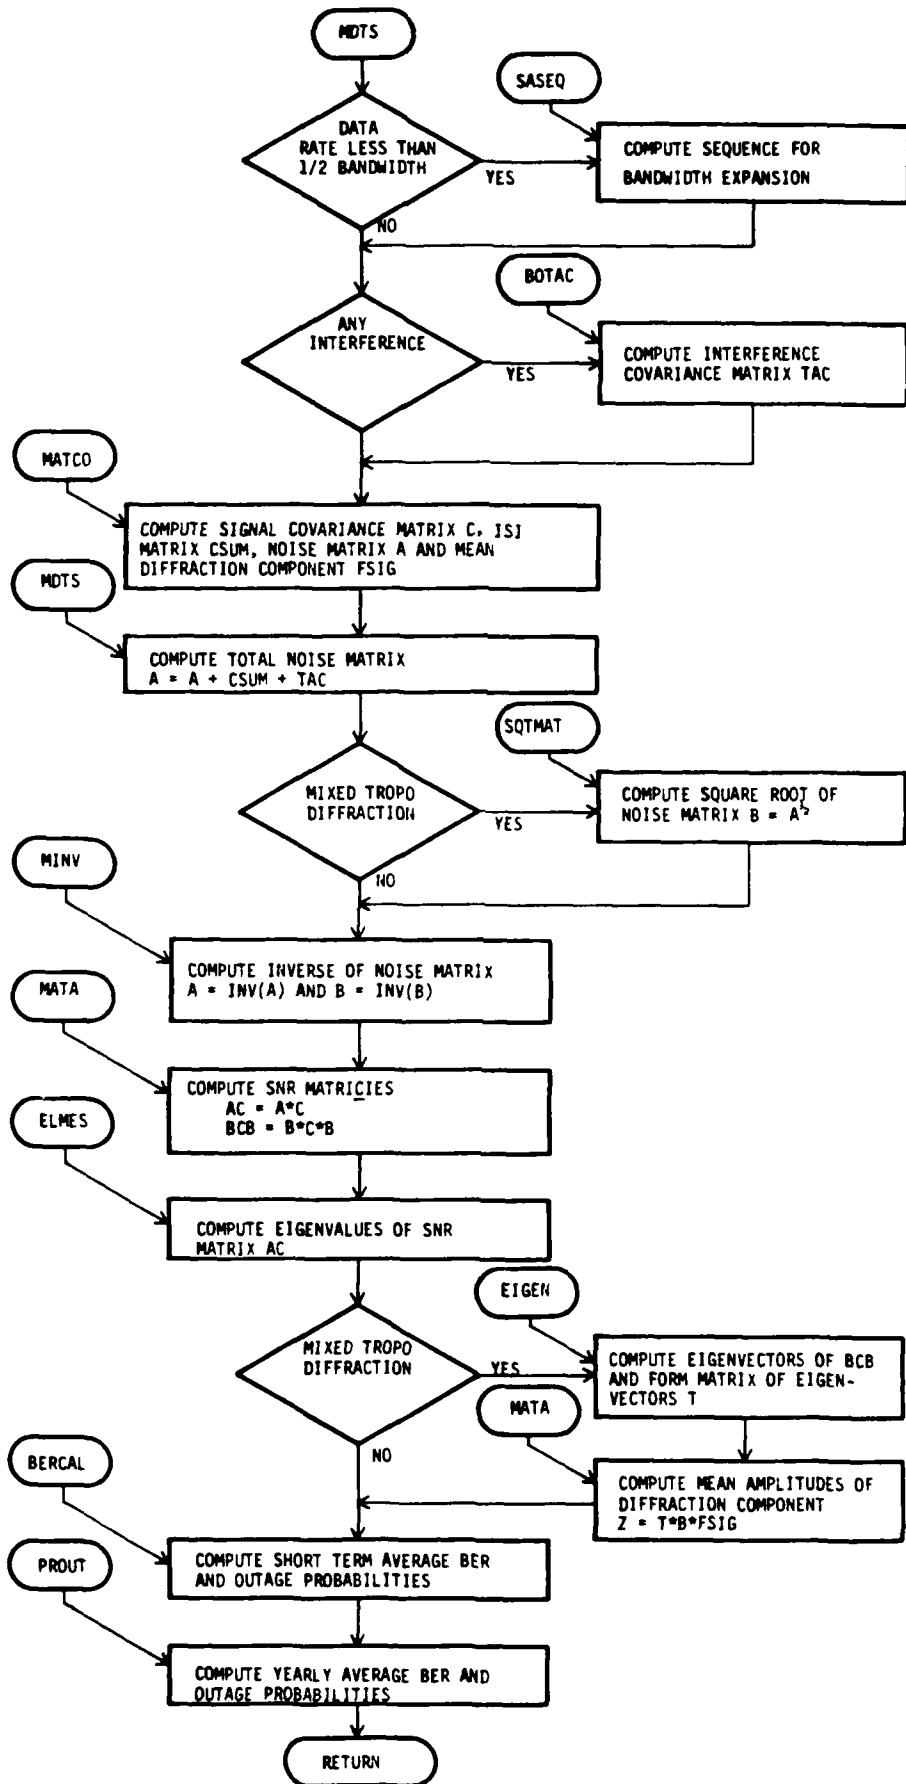 MDTS
DATA
RATE LESS THAN
1/2 BANDWIDTH
YES
NO
SASEQ
COMPUTE SEQUENCE FOR
BANDWIDTH EXPANSION
ANY
INTERFERENCE
YES
BOTAC
COMPUTE INTERFERENCE
COVARIANCE MATRIX TAC
MATCO
COMPUTE SIGNAL COVARIANCE MATRIX C, ISI
MATRIX CSUM, NOISE MATRIX A AND MEAN
DIFFRACTION COMPONENT FSIG
MDTS
COMPUTE TOTAL NOISE MATRIX
A = A + CSUM + TAC
MIXED TROPO
DIFFRACTION
YES
NO
SQTMAT
COMPUTE SQUARE ROOT OF
NOISE MATRIX B = A½
MINV
COMPUTE INVERSE OF NOISE MATRIX
A = INV(A) AND B = INV(B)
MATA
COMPUTE SNR MATRICIES
AC = A*C
BCB = B*C*B
ELMES
COMPUTE EIGENVALUES OF SNR
MATRIX AC
MIXED TROPO
DIFFRACTION
YES
NO
EIGEN
COMPUTE EIGENVECTORS OF BCB
AND FORM MATRIX OF EIGEN-
VECTORS T
MATA
COMPUTE MEAN AMPLITUDES OF
DIFFRACTION COMPONENT
Z = T*B*FSIG
BERCAL
COMPUTE SHORT TERM AVERAGE BER
AND OUTAGE PROBABILITIES
PROUT
COMPUTE YEARLY AVERAGE BER AND
OUTAGE PROBABILITIES
RETURN